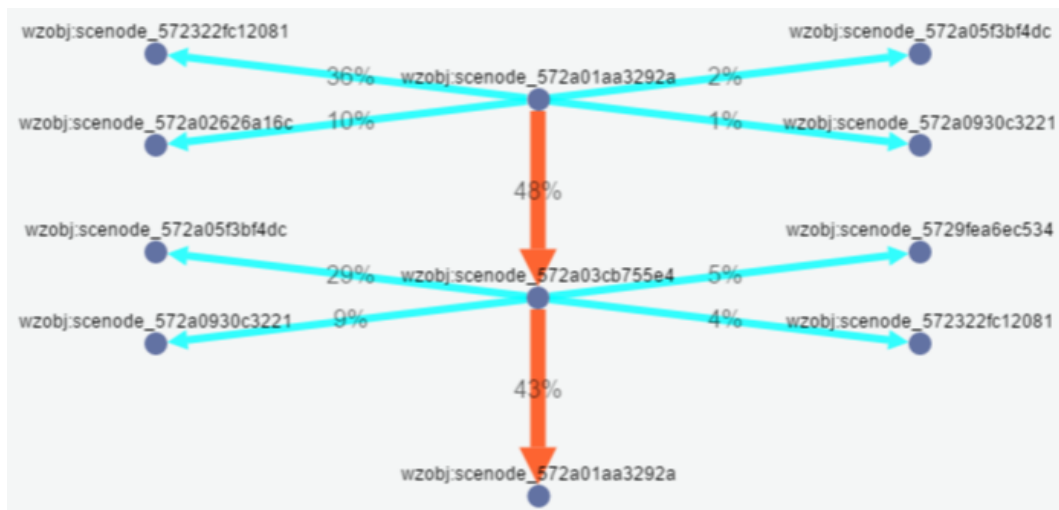 wzobj:scenode_572322fc12081
wzobj:scenode_572a05f3bf4dc
36%
wzobj:scenode_572a01aa3292a
2%
wzobj:scenode_572a02626a16c
10%
1%
wzobj:scenode_572a0930c3221
48%
wzobj:scenode_572a05f3bf4dc
wzobj:scenode_5729fea6ec534
29%
wzobj:scenode_572a03cb755e4
5%
wzobj:scenode_572a0930c3221
9%
4%
wzobj:scenode_572322fc12081
43%
wzobj:scenode_572a01aa3292a